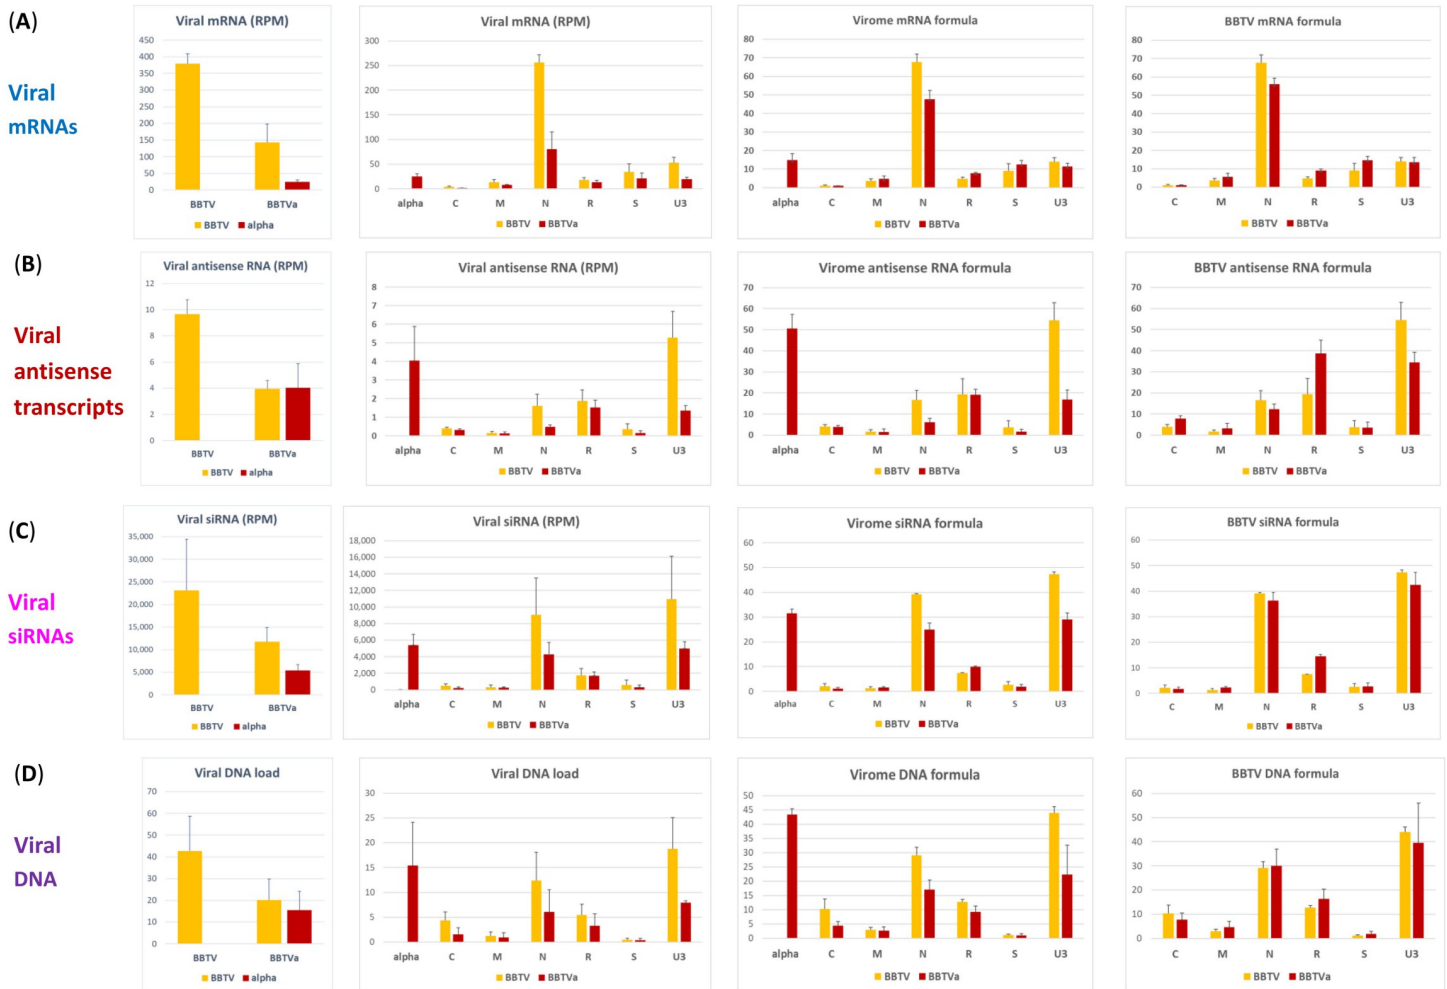 (A)
Viral
mRNAs
Viral mRNA (RPM)
450
400
350
300
250
200
150
100
50
0
BBTV BBTVa
BBTV alpha
Viral mRNA (RPM)
300
250
200
150
100
50
0
alpha C M N R S U3
BBTV BBTVa
Virome mRNA formula
80
70
60
50
40
30
20
10
0
alpha C M N R S U3
BBTV BBTVa
BBTV mRNA formula
80
70
60
50
40
30
20
10
0
C M N R S U3
BBTV BBTVa
(B)
Viral
antisense
transcripts
Viral antisense RNA (RPM)
12
10
8
6
4
2
0
BBTV BBTVa
BBTV alpha
Viral antisense RNA (RPM)
8
7
6
5
4
3
2
1
0
alpha C M N R S U3
BBTV BBTVa
Virome antisense RNA formula
70
60
50
40
30
20
10
0
alpha C M N R S U3
BBTV BBTVa
BBTV antisense RNA formula
70
60
50
40
30
20
10
0
C M N R S U3
BBTV BBTVa
(C)
Viral
siRNAs
Viral siRNA (RPM)
35,000
30,000
25,000
20,000
15,000
10,000
5,000
0
BBTV BBTVa
BBTV alpha
Viral siRNA (RPM)
18,000
16,000
14,000
12,000
10,000
8,000
6,000
4,000
2,000
0
alpha C M N R S U3
BBTV BBTVa
Virome siRNA formula
60
50
40
30
20
10
0
alpha C M N R S U3
BBTV BBTVa
BBTV siRNA formula
60
50
40
30
20
10
0
C M N R S U3
BBTV BBTVa
(D)
Viral
DNA
Viral DNA load
70
60
50
40
30
20
10
0
BBTV BBTVa
BBTV alpha
Viral DNA load
30
25
20
15
10
5
0
alpha C M N R S U3
BBTV BBTVa
Virome DNA formula
50
45
40
35
30
25
20
15
10
5
0
alpha C M N R S U3
BBTV BBTVa
BBTV DNA formula
60
50
40
30
20
10
0
C M N R S U3
BBTV BBTVa